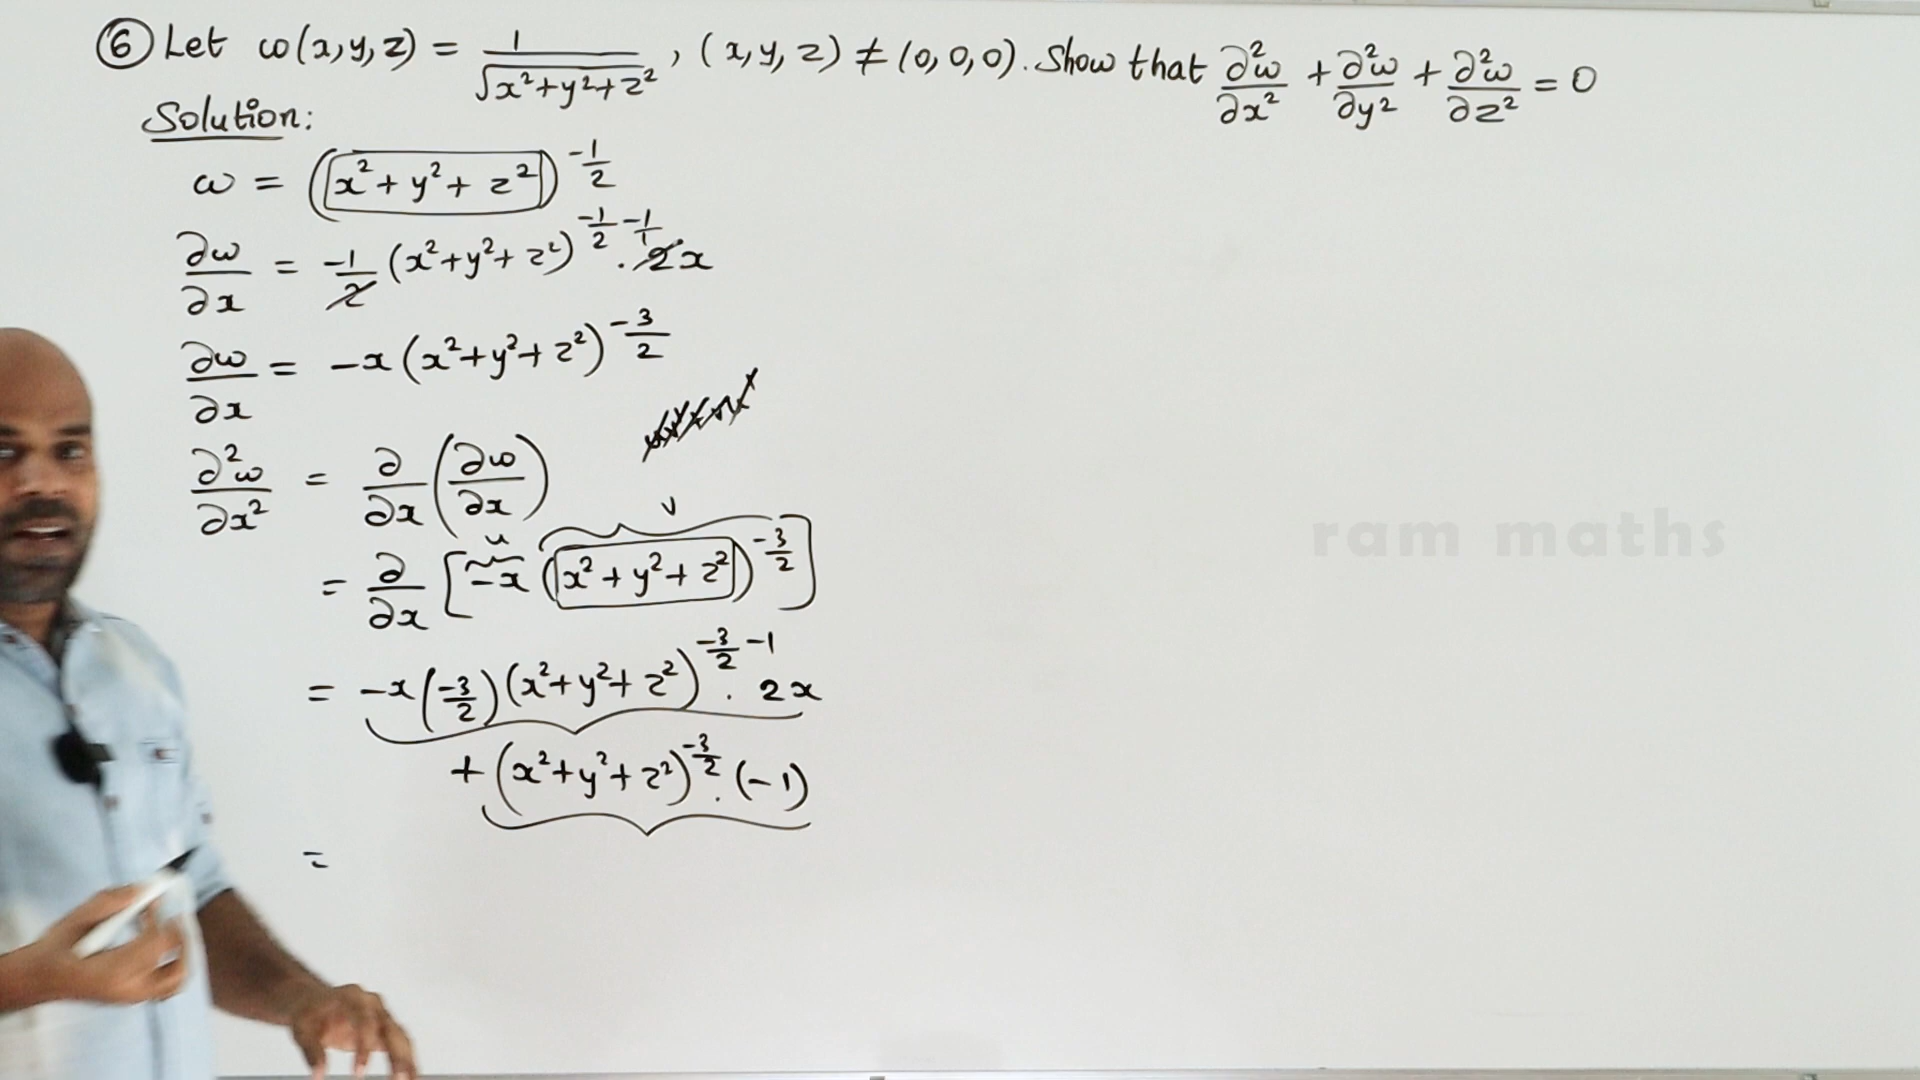 ⑥ Let ω(x,y,z) = 1/√(x²+y²+z²), (x,y,z) ≠ (0,0,0). Show that ∂²ω/∂x² + ∂²ω/∂y² + ∂²ω/∂z² = 0
Solution:
ω = (x²+y²+z²)^(-1/2)
∂ω/∂x = -1/2 (x²+y²+z²)^(-1/2 -1/1) . 2x
∂ω/∂x = -x(x²+y²+z²)^(-3/2)
∂²ω/∂x² = ∂/∂x (∂ω/∂x)
u v
= ∂/∂x [-x (x²+y²+z²)^(-3/2)]
= -x(-3/2)(x²+y²+z²)^(-3/2 -1) . 2x
+ (x²+y²+z²)^(-3/2) . (-1)
=
ram maths